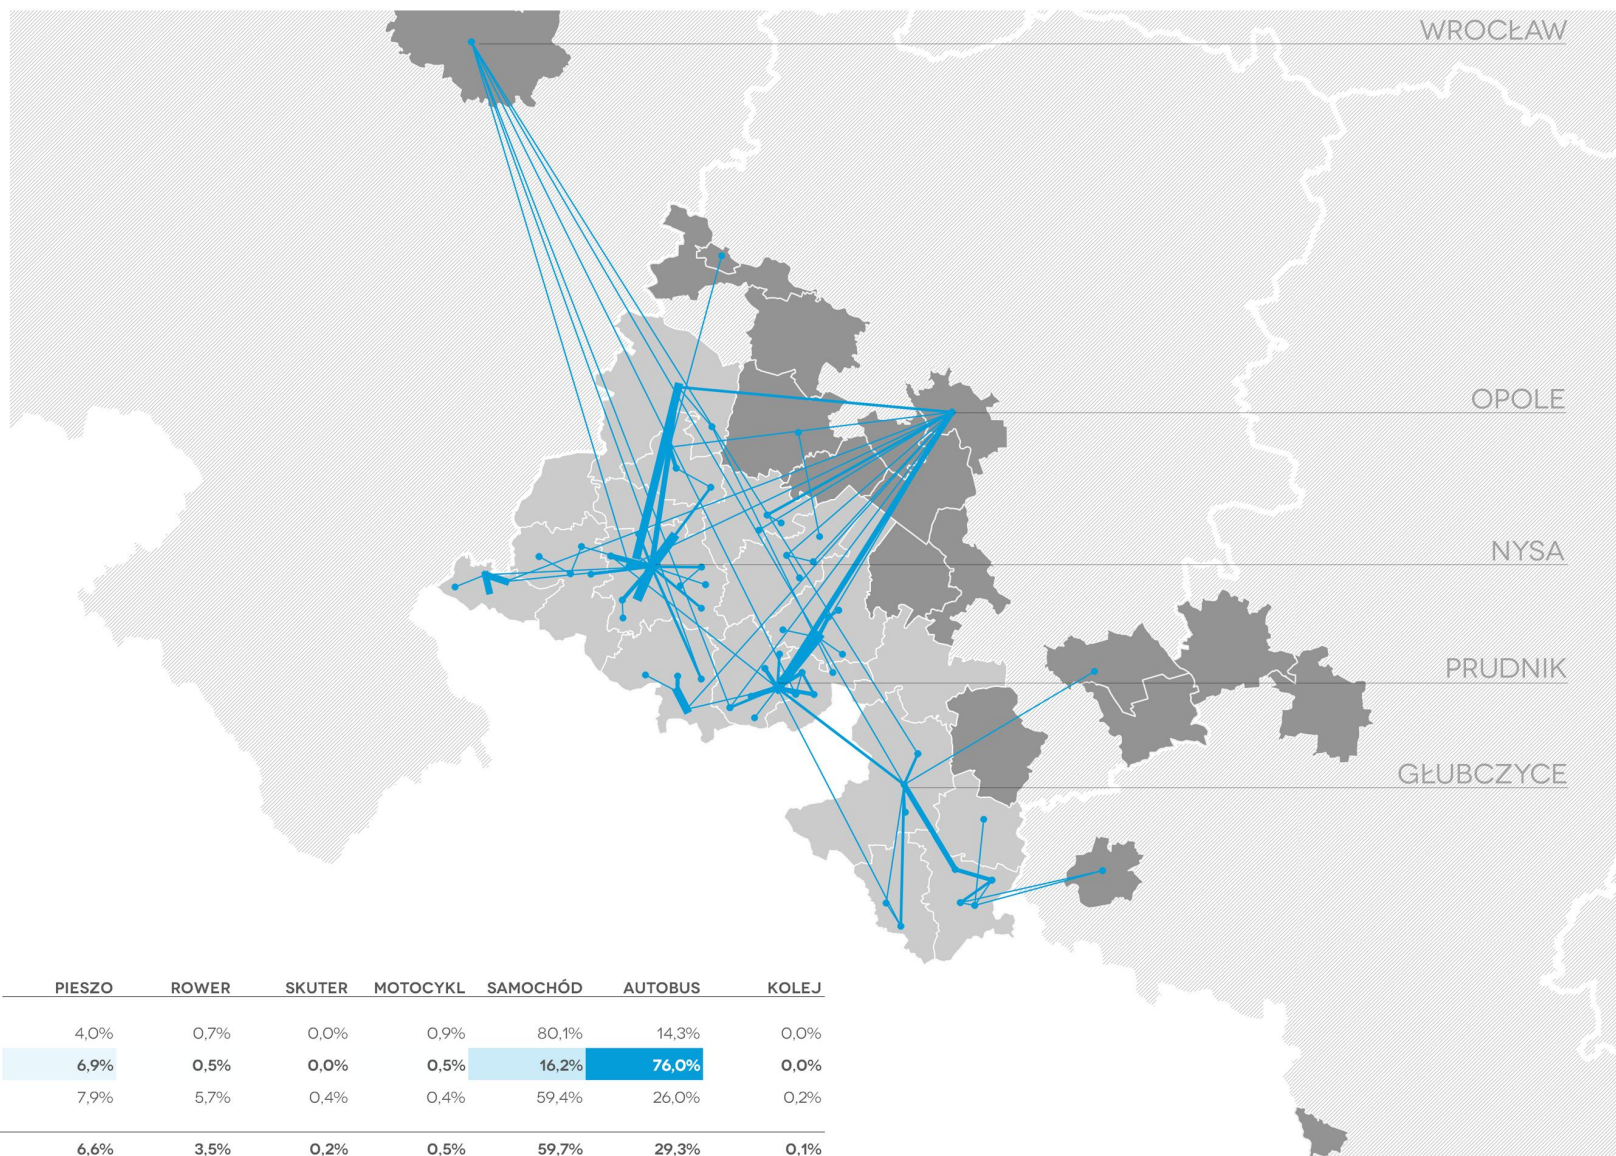 WROCŁAW
OPOLE
NYSA
PRUDNIK
GŁUBCZYCE
PIESZO ROWER SKUTER MOTOCYKL SAMOCHÓD AUTOBUS KOLEJ
4,0% 0,7% 0,0% 0,9% 80,1% 14,3% 0,0%
6,9% 0,5% 0,0% 0,5% 16,2% 76,0% 0,0%
7,9% 5,7% 0,4% 0,4% 59,4% 26,0% 0,2%
6,6% 3,5% 0,2% 0,5% 59,7% 29,3% 0,1%